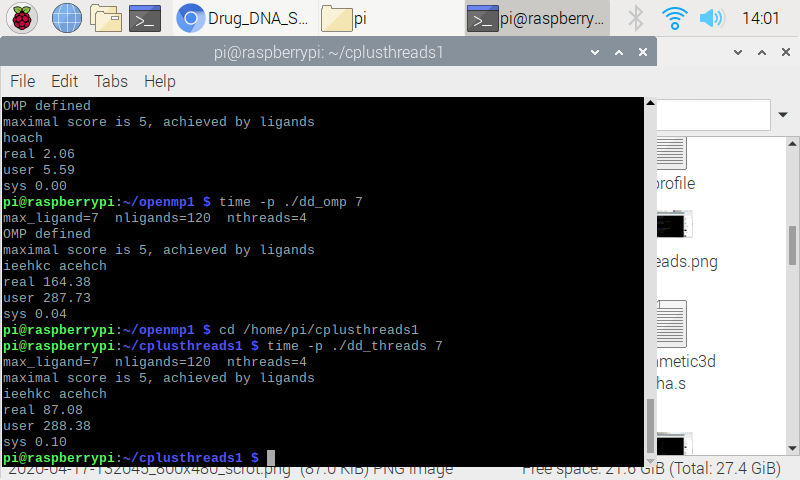 Drug_DNA_S...
pi
pi@raspberry...
14:01
pi@raspberrypi: ~/cplusthreads1
File Edit Tabs Help
OMP defined
maximal score is 5, achieved by ligands
hoach
real 2.06
user 5.59
sys 0.00
pi@raspberrypi:~/openmp1 $ time -p ./dd_omp 7
max_ligand=7  nligands=120  nthreads=4
OMP defined
maximal score is 5, achieved by ligands
ieehkc acehch
real 164.38
user 287.73
sys 0.04
pi@raspberrypi:~/openmp1 $ cd /home/pi/cplusthreads1
pi@raspberrypi:~/cplusthreads1 $ time -p ./dd_threads 7
max_ligand=7  nligands=120  nthreads=4
maximal score is 5, achieved by ligands
ieehkc acehch
real 87.08
user 288.38
sys 0.10
pi@raspberrypi:~/cplusthreads1 $
profile
eads.png
metic3d
ha.s
2020-04-17-132045_800x480_scrot.png (87.0 KiB) PNG image
Free space: 21.6 GiB (Total: 27.4 GiB)